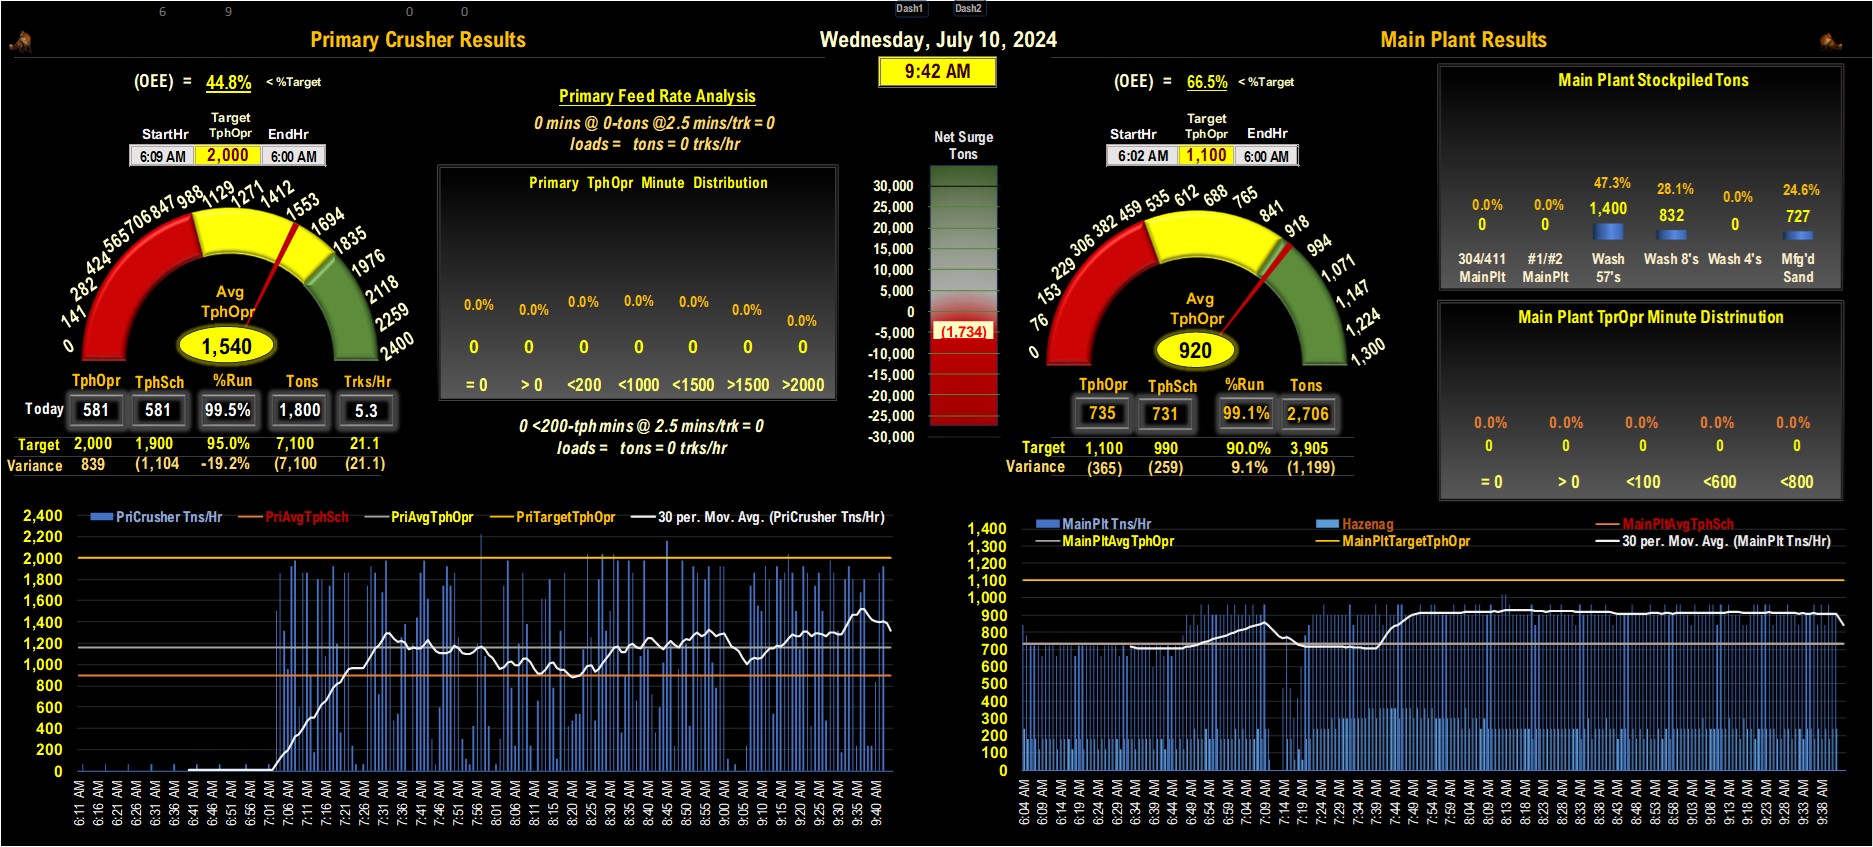 6 9 0 0 Dash1 Dash2
Primary Crusher Results
(OEE) = 44.8% < %Target
Target
StartHr TphOpr EndHr
6:09 AM 2,000 6:00 AM
0 141 282 424 565 706 847 988 1129 1271 1412 1553 1694 1835 1976 2118 2259 2400
Avg
TphOpr
1,540
TphOpr TphSch %Run Tons Trks/Hr
Today 581 581 99.5% 1,800 5.3
Target 2,000 1,900 95.0% 7,100 21.1
Variance 839 (1,104 -19.2% (7,100 (21.1)
Primary Feed Rate Analysis
0 mins @ 0-tons @2.5 mins/trk = 0
loads = tons = 0 trks/hr
Primary TphOpr Minute Distribution
0.0% 0.0% 0.0% 0.0% 0.0% 0.0% 0.0%
0 0 0 0 0 0 0
= 0 > 0 <200 <1000 <1500 >1500 >2000
0 <200-tph mins @ 2.5 mins/trk = 0
loads = tons = 0 trks/hr
Wednesday, July 10, 2024
9:42 AM
Net Surge
Tons
30,000
25,000
20,000
15,000
10,000
5,000
0
-5,000
(1,734)
-10,000
-15,000
-20,000
-25,000
-30,000
Main Plant Results
(OEE) = 66.5% < %Target
Target
StartHr TphOpr EndHr
6:02 AM 1,100 6:00 AM
0 76 153 229 306 382 459 535 612 688 765 841 918 994 1,071 1,147 1,224 1,300
Avg
TphOpr
920
TphOpr TphSch %Run Tons
735 731 99.1% 2,706
Target 1,100 990 90.0% 3,905
Variance (365) (259) 9.1% (1,199)
Main Plant Stockpiled Tons
0.0% 0.0% 47.3% 28.1% 0.0% 24.6%
0 0 1,400 832 0 727
304/411 #1/#2 Wash Wash 8's Wash 4's Mfg'd
MainPlt MainPlt 57's Sand
Main Plant TprOpr Minute Distrinution
0.0% 0.0% 0.0% 0.0% 0.0%
0 0 0 0 0
= 0 > 0 <100 <600 <800
PriCrusher Tns/Hr PriAvgTphSch PriAvgTphOpr PriTargetTphOpr 30 per. Mov. Avg. (PriCrusher Tns/Hr)
2,400
2,200
2,000
1,800
1,600
1,400
1,200
1,000
800
600
400
200
0
6:11 AM 6:16 AM 6:21 AM 6:26 AM 6:31 AM 6:36 AM 6:41 AM 6:46 AM 6:51 AM 6:56 AM 7:01 AM 7:06 AM 7:11 AM 7:16 AM 7:21 AM 7:26 AM 7:31 AM 7:36 AM 7:41 AM 7:46 AM 7:51 AM 7:56 AM 8:01 AM 8:06 AM 8:11 AM 8:15 AM 8:20 AM 8:25 AM 8:30 AM 8:35 AM 8:40 AM 8:45 AM 8:50 AM 8:55 AM 9:00 AM 9:05 AM 9:10 AM 9:15 AM 9:20 AM 9:25 AM 9:30 AM 9:35 AM 9:40 AM
MainPlt Tns/Hr Hazenag MainPltAvgTphSch
MainPltAvgTphOpr MainPltTargetTphOpr 30 per. Mov. Avg. (MainPlt Tns/Hr)
1,400
1,300
1,200
1,100
1,000
900
800
700
600
500
400
300
200
100
0
6:04 AM 6:09 AM 6:14 AM 6:19 AM 6:24 AM 6:29 AM 6:34 AM 6:39 AM 6:44 AM 6:49 AM 6:54 AM 6:59 AM 7:04 AM 7:09 AM 7:14 AM 7:19 AM 7:24 AM 7:29 AM 7:34 AM 7:39 AM 7:44 AM 7:49 AM 7:54 AM 7:59 AM 8:04 AM 8:09 AM 8:13 AM 8:18 AM 8:23 AM 8:28 AM 8:33 AM 8:38 AM 8:43 AM 8:48 AM 8:53 AM 8:58 AM 9:03 AM 9:08 AM 9:13 AM 9:18 AM 9:23 AM 9:28 AM 9:33 AM 9:38 AM